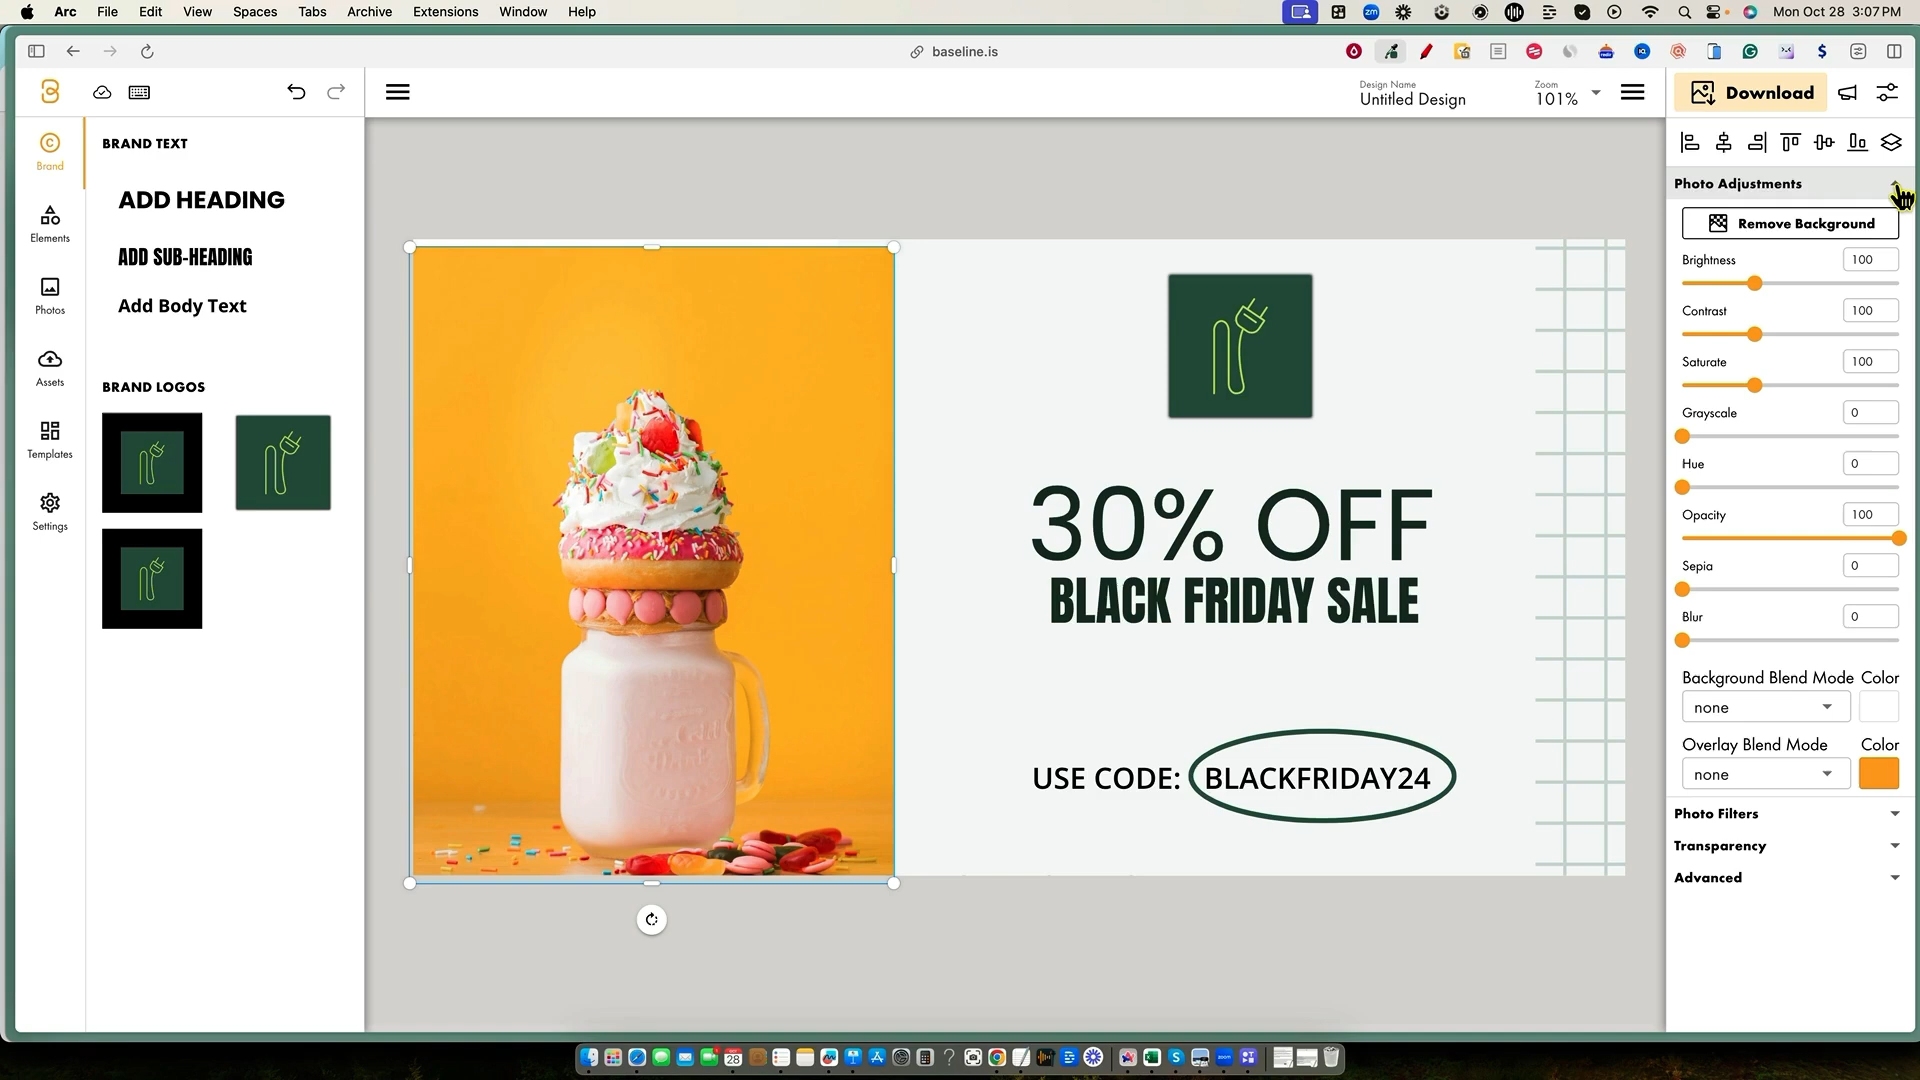 Arc File Edit View Spaces Tabs Archive Extensions Window Help Mon Oct 28 3:07 PM
baseline.is
Design Name
Untitled Design
Zoom
101%
Download
Brand
Elements
Photos
Assets
Templates
Settings
BRAND TEXT
ADD HEADING
ADD SUB-HEADING
Add Body Text
BRAND LOGOS
30% OFF
BLACK FRIDAY SALE
USE CODE: BLACKFRIDAY24
Photo Adjustments
Remove Background
Brightness 100
Contrast 100
Saturate 100
Grayscale 0
Hue 0
Opacity 100
Sepia 0
Blur 0
Background Blend Mode Color
none
Overlay Blend Mode Color
none
Photo Filters
Transparency
Advanced